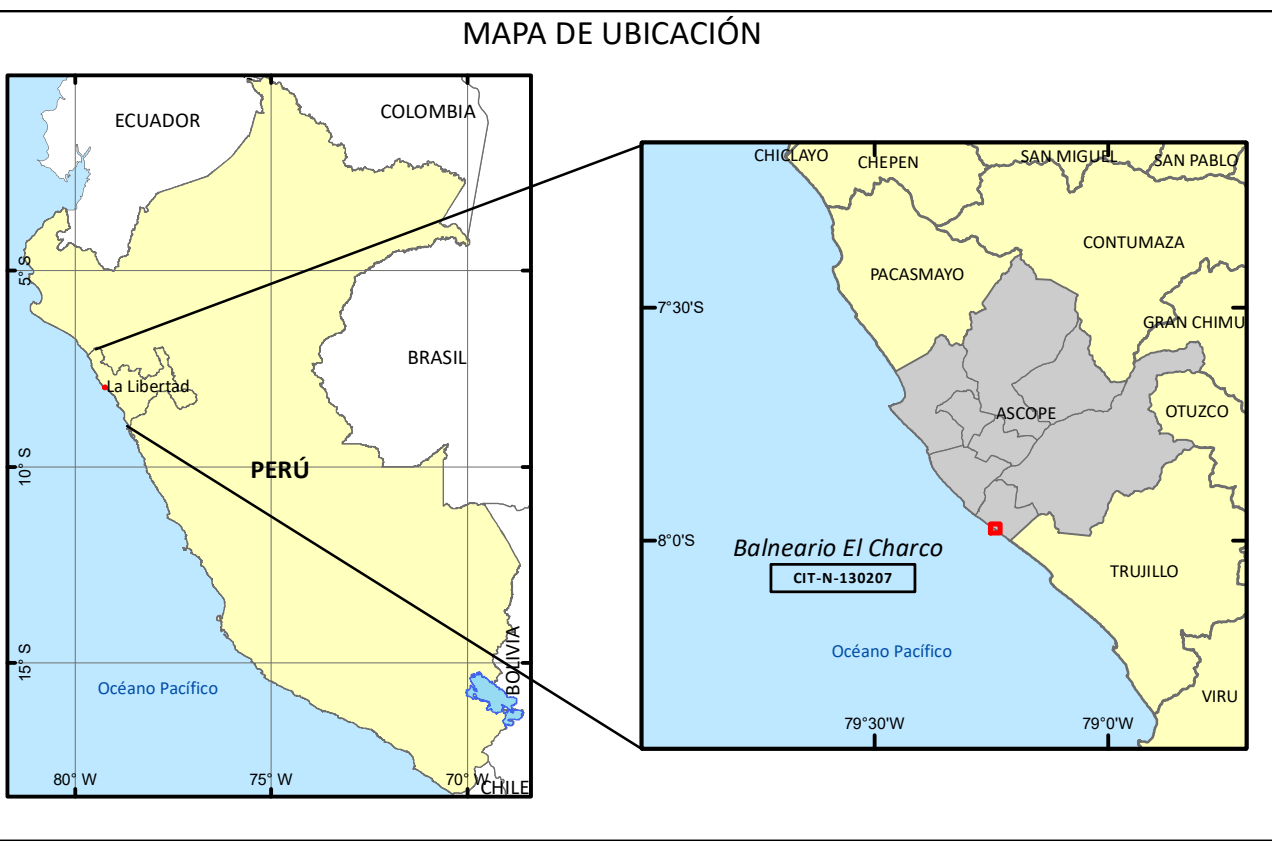 MAPA DE UBICACIÓN
ECUADOR
COLOMBIA
5° S
BRASIL
La Libertad
PERÚ
10° S
15° S
BOLIVIA
Océano Pacífico
80° W
75° W
70° W
CHILE
CHICLAYO
CHEPEN
SAN MIGUEL
SAN PABLO
CONTUMAZA
PACASMAYO
7°30'S
GRAN CHIMU
ASCOPE
OTUZCO
8°0'S
Balneario El Charco
CIT-N-130207
TRUJILLO
Océano Pacífico
VIRU
79°30'W
79°0'W